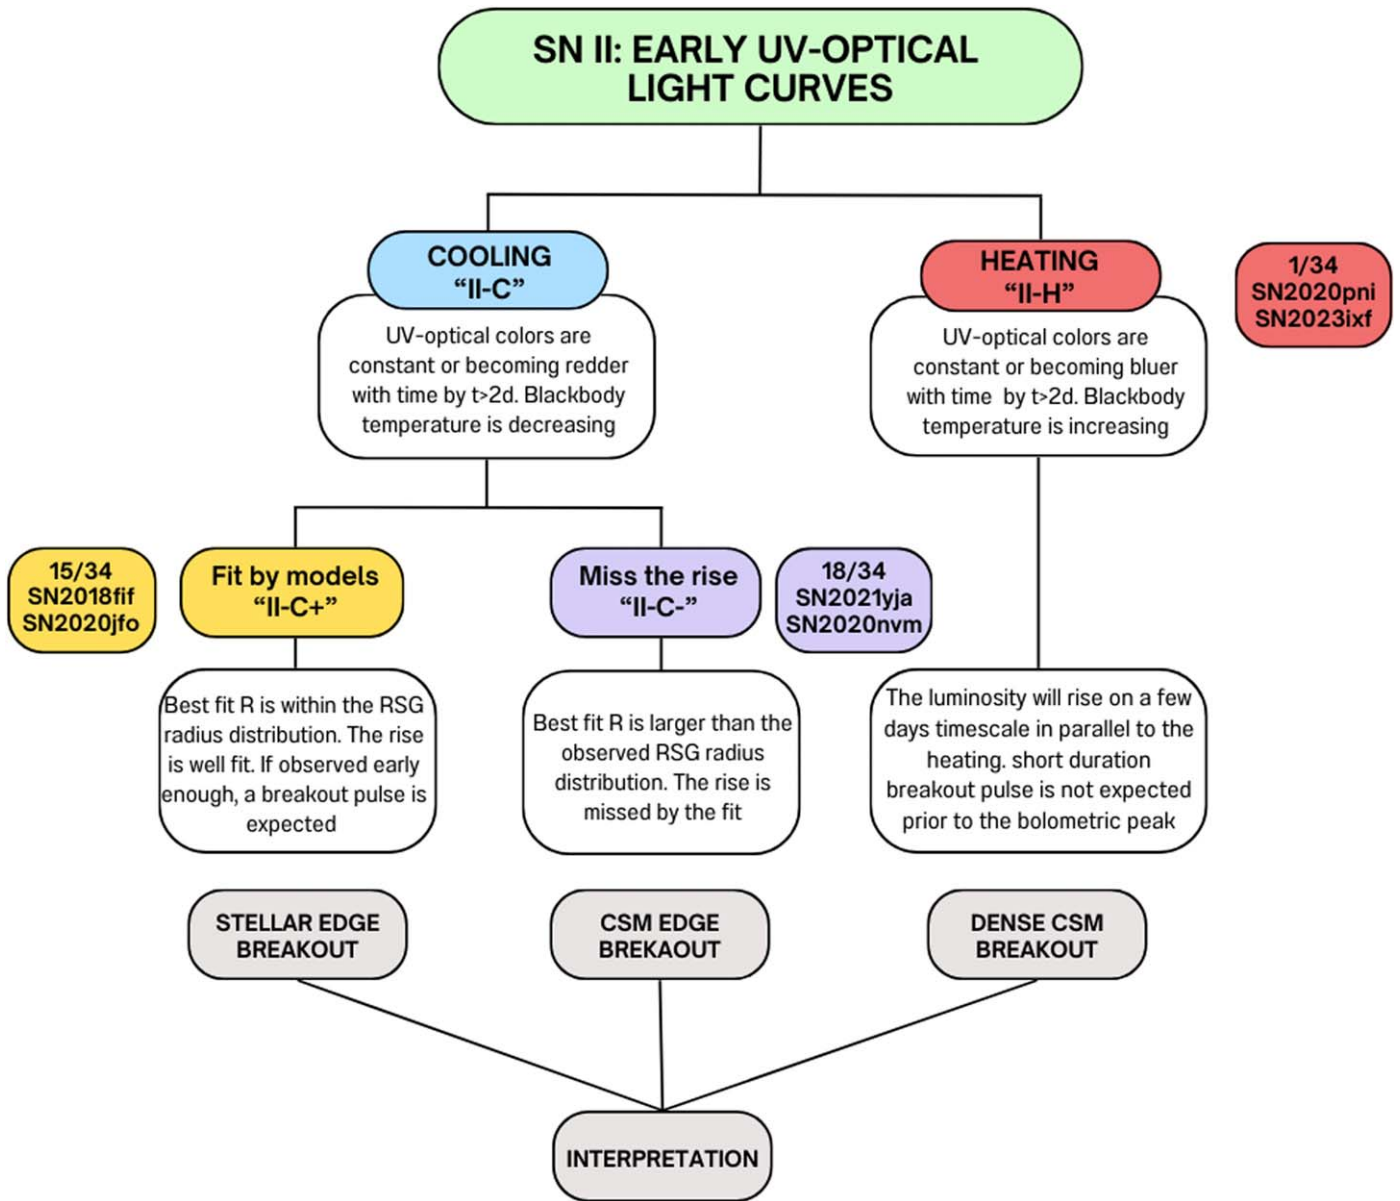 SN II: EARLY UV-OPTICAL
LIGHT CURVES
COOLING
“II-C”
UV-optical colors are
constant or becoming redder
with time by t>2d. Blackbody
temperature is decreasing
HEATING
“II-H”
UV-optical colors are
constant or becoming bluer
with time by t>2d. Blackbody
temperature is increasing
1/34
SN2020pni
SN2023ixf
15/34
SN2018fif
SN2020jfo
Fit by models
“II-C+”
Miss the rise
“II-C-”
18/34
SN2021yja
SN2020nvm
Best fit R is within the RSG
radius distribution. The rise
is well fit. If observed early
enough, a breakout pulse is
expected
Best fit R is larger than the
observed RSG radius
distribution. The rise is
missed by the fit
The luminosity will rise on a few
days timescale in parallel to the
heating. short duration
breakout pulse is not expected
prior to the bolometric peak
STELLAR EDGE
BREAKOUT
CSM EDGE
BREKAOUT
DENSE CSM
BREAKOUT
INTERPRETATION